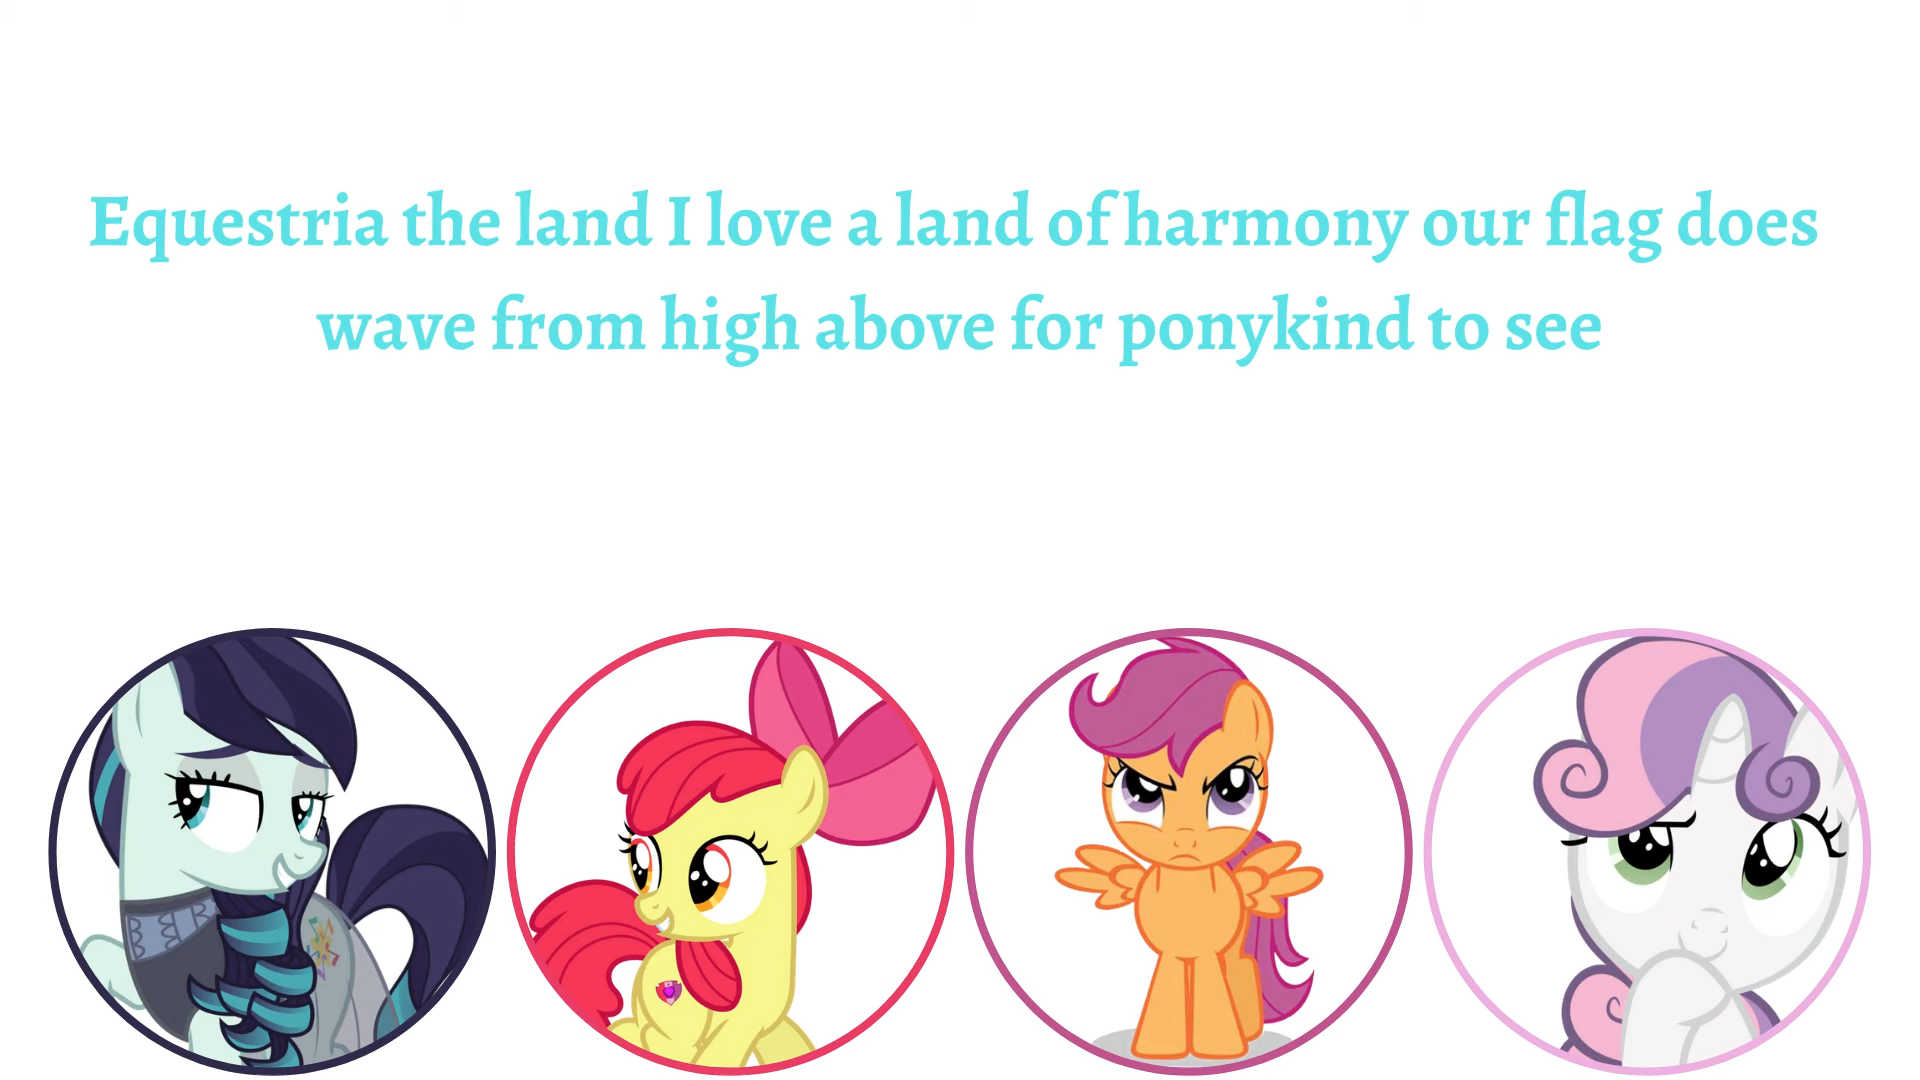 Equestria the land I love a land of harmony our flag does
wave from high above for ponykind to see